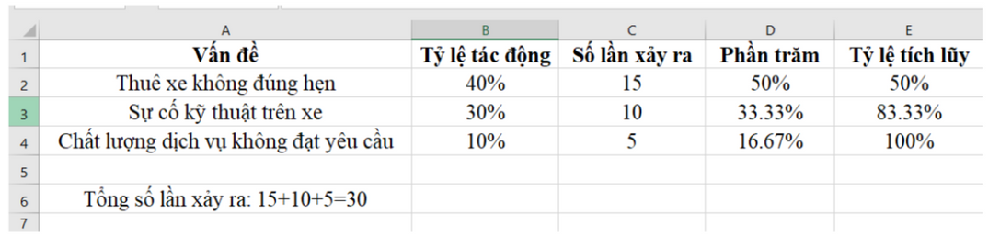 A B C D E
1 Vấn đề Tỷ lệ tác động Số lần xảy ra Phần trăm Tỷ lệ tích lũy
2 Thuê xe không đúng hẹn 40% 15 50% 50%
3 Sự cố kỹ thuật trên xe 30% 10 33.33% 83.33%
4 Chất lượng dịch vụ không đạt yêu cầu 10% 5 16.67% 100%
5
6 Tổng số lần xảy ra: 15+10+5=30
7